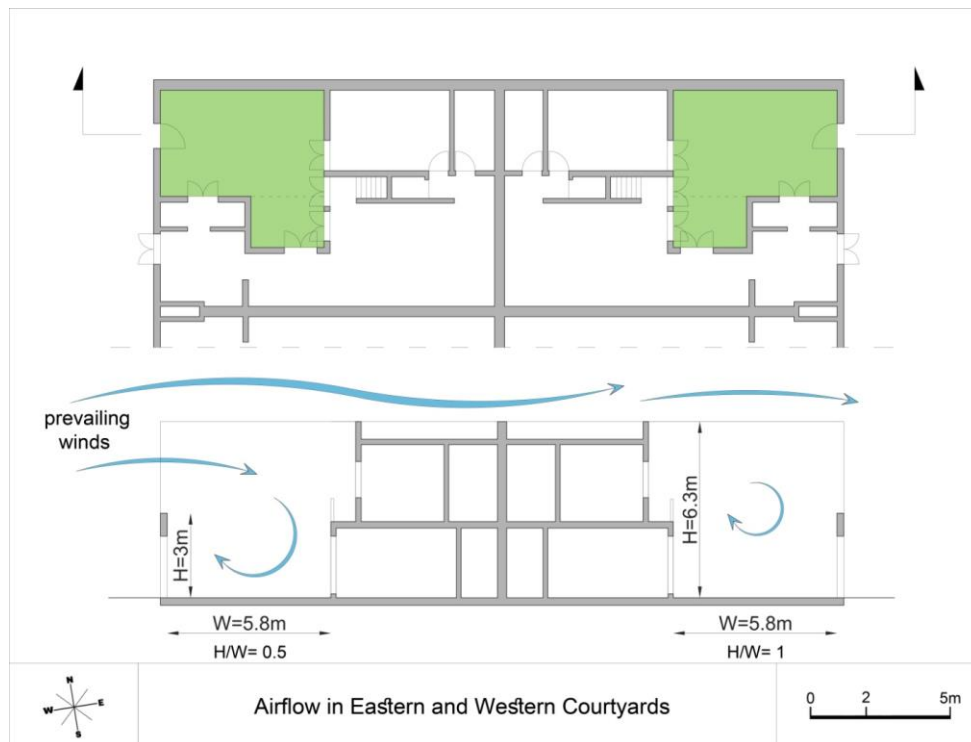 prevailing
winds
H=3m
H=6.3m
W=5.8m
H/W= 0.5
W=5.8m
H/W= 1
N
W
E
S
Airflow in Eastern and Western Courtyards
0 2 5m